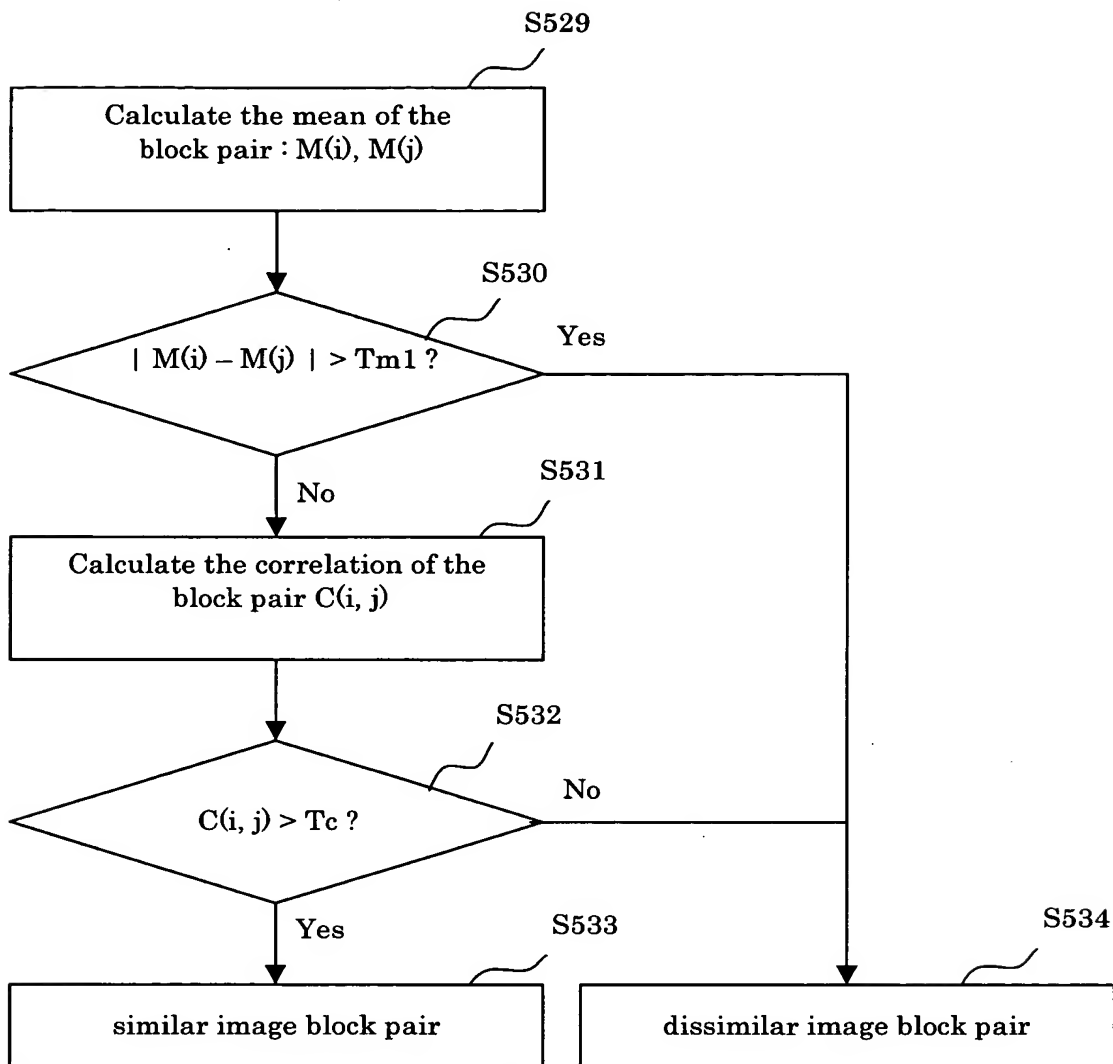 S529
Calculate the mean of the
block pair : M(i), M(j)
S530
| M(i) – M(j) | > Tm1 ?
Yes
S531
No
Calculate the correlation of the
block pair C(i, j)
S532
No
C(i, j) > Tc ?
Yes
S533
S534
similar image block pair
dissimilar image block pair